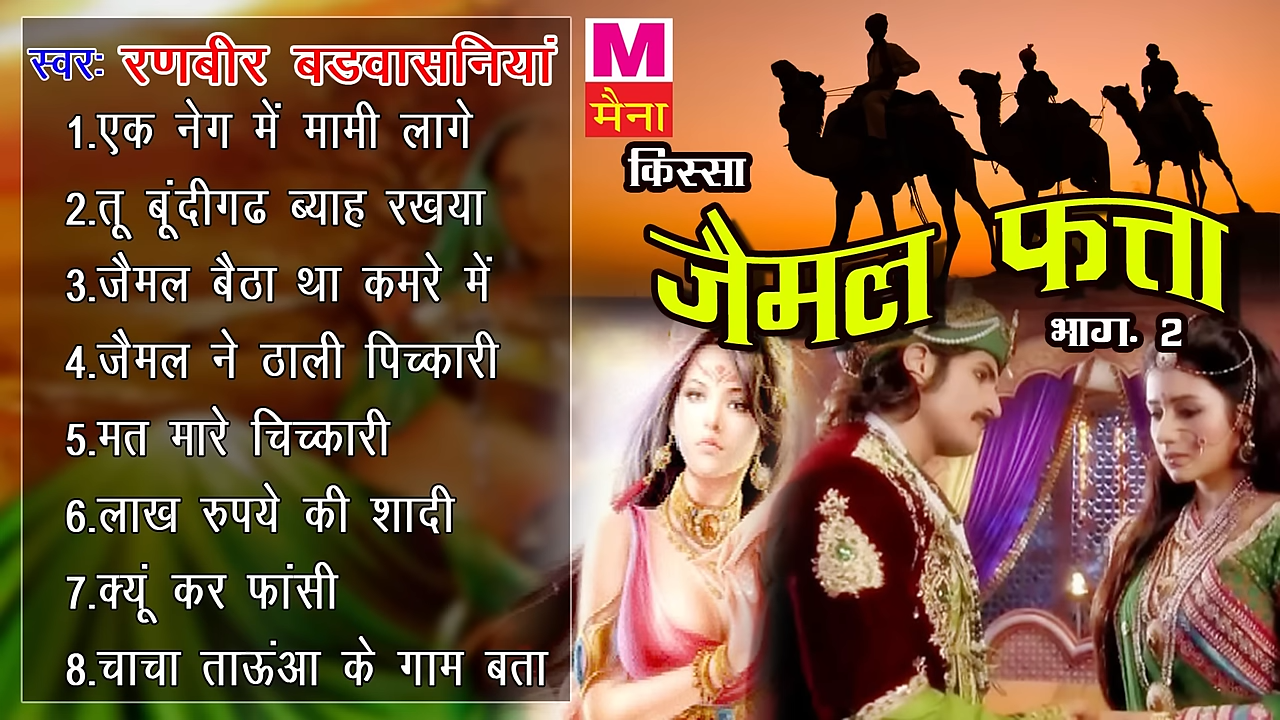 स्वरः रणबीर बडवासनियां
1.एक नेग में मामी लागे
2.तू बूंदीगढ ब्याह रखया
3.जैमल बैठा था कमरे में
4.जैमल ने ठाली पिच्कारी
5.मत मारे चिच्कारी
6.लाख रुपये की शादी
7.क्यूं कर फांसी
8.चाचा ताऊंआ के गाम बता
M
मैना
किस्सा
जैमल फत्ता
भाग. 2